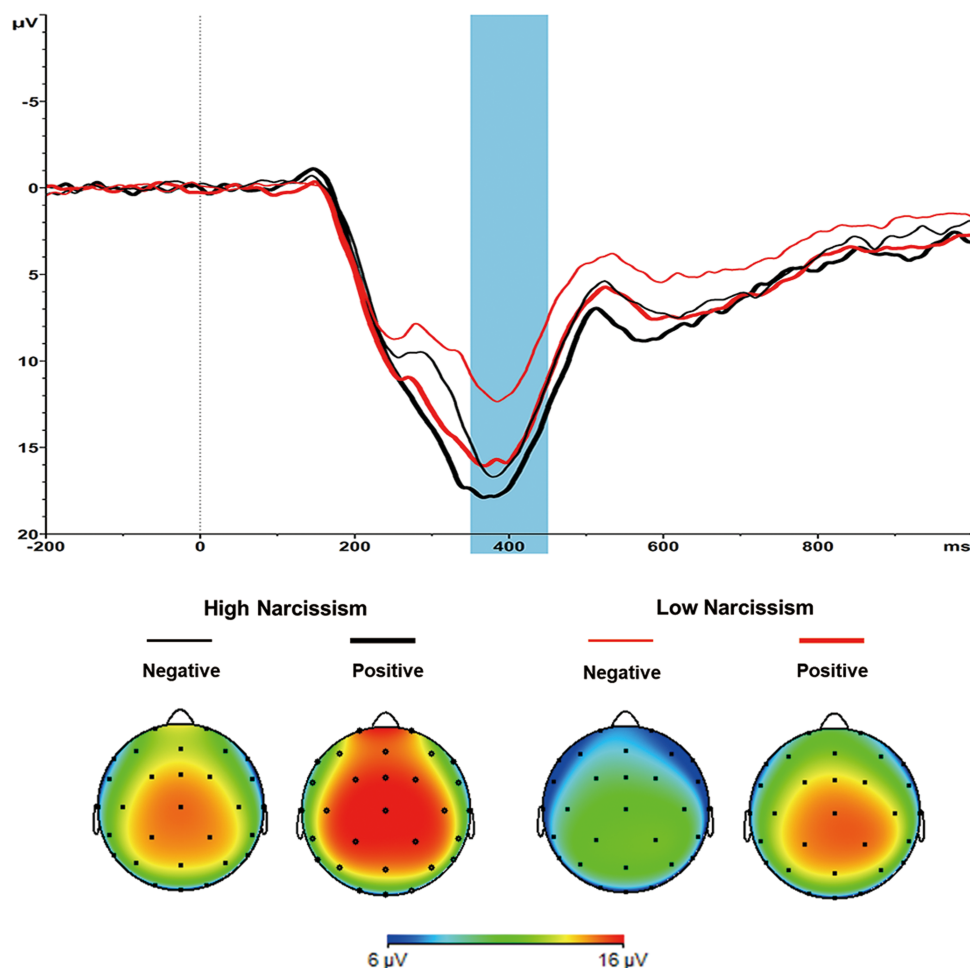 µV
-5
0
5
10
15
20
-200 0 200 400 600 800 ms
High Narcissism Low Narcissism
Negative Positive Negative Positive
6 µV 16 µV